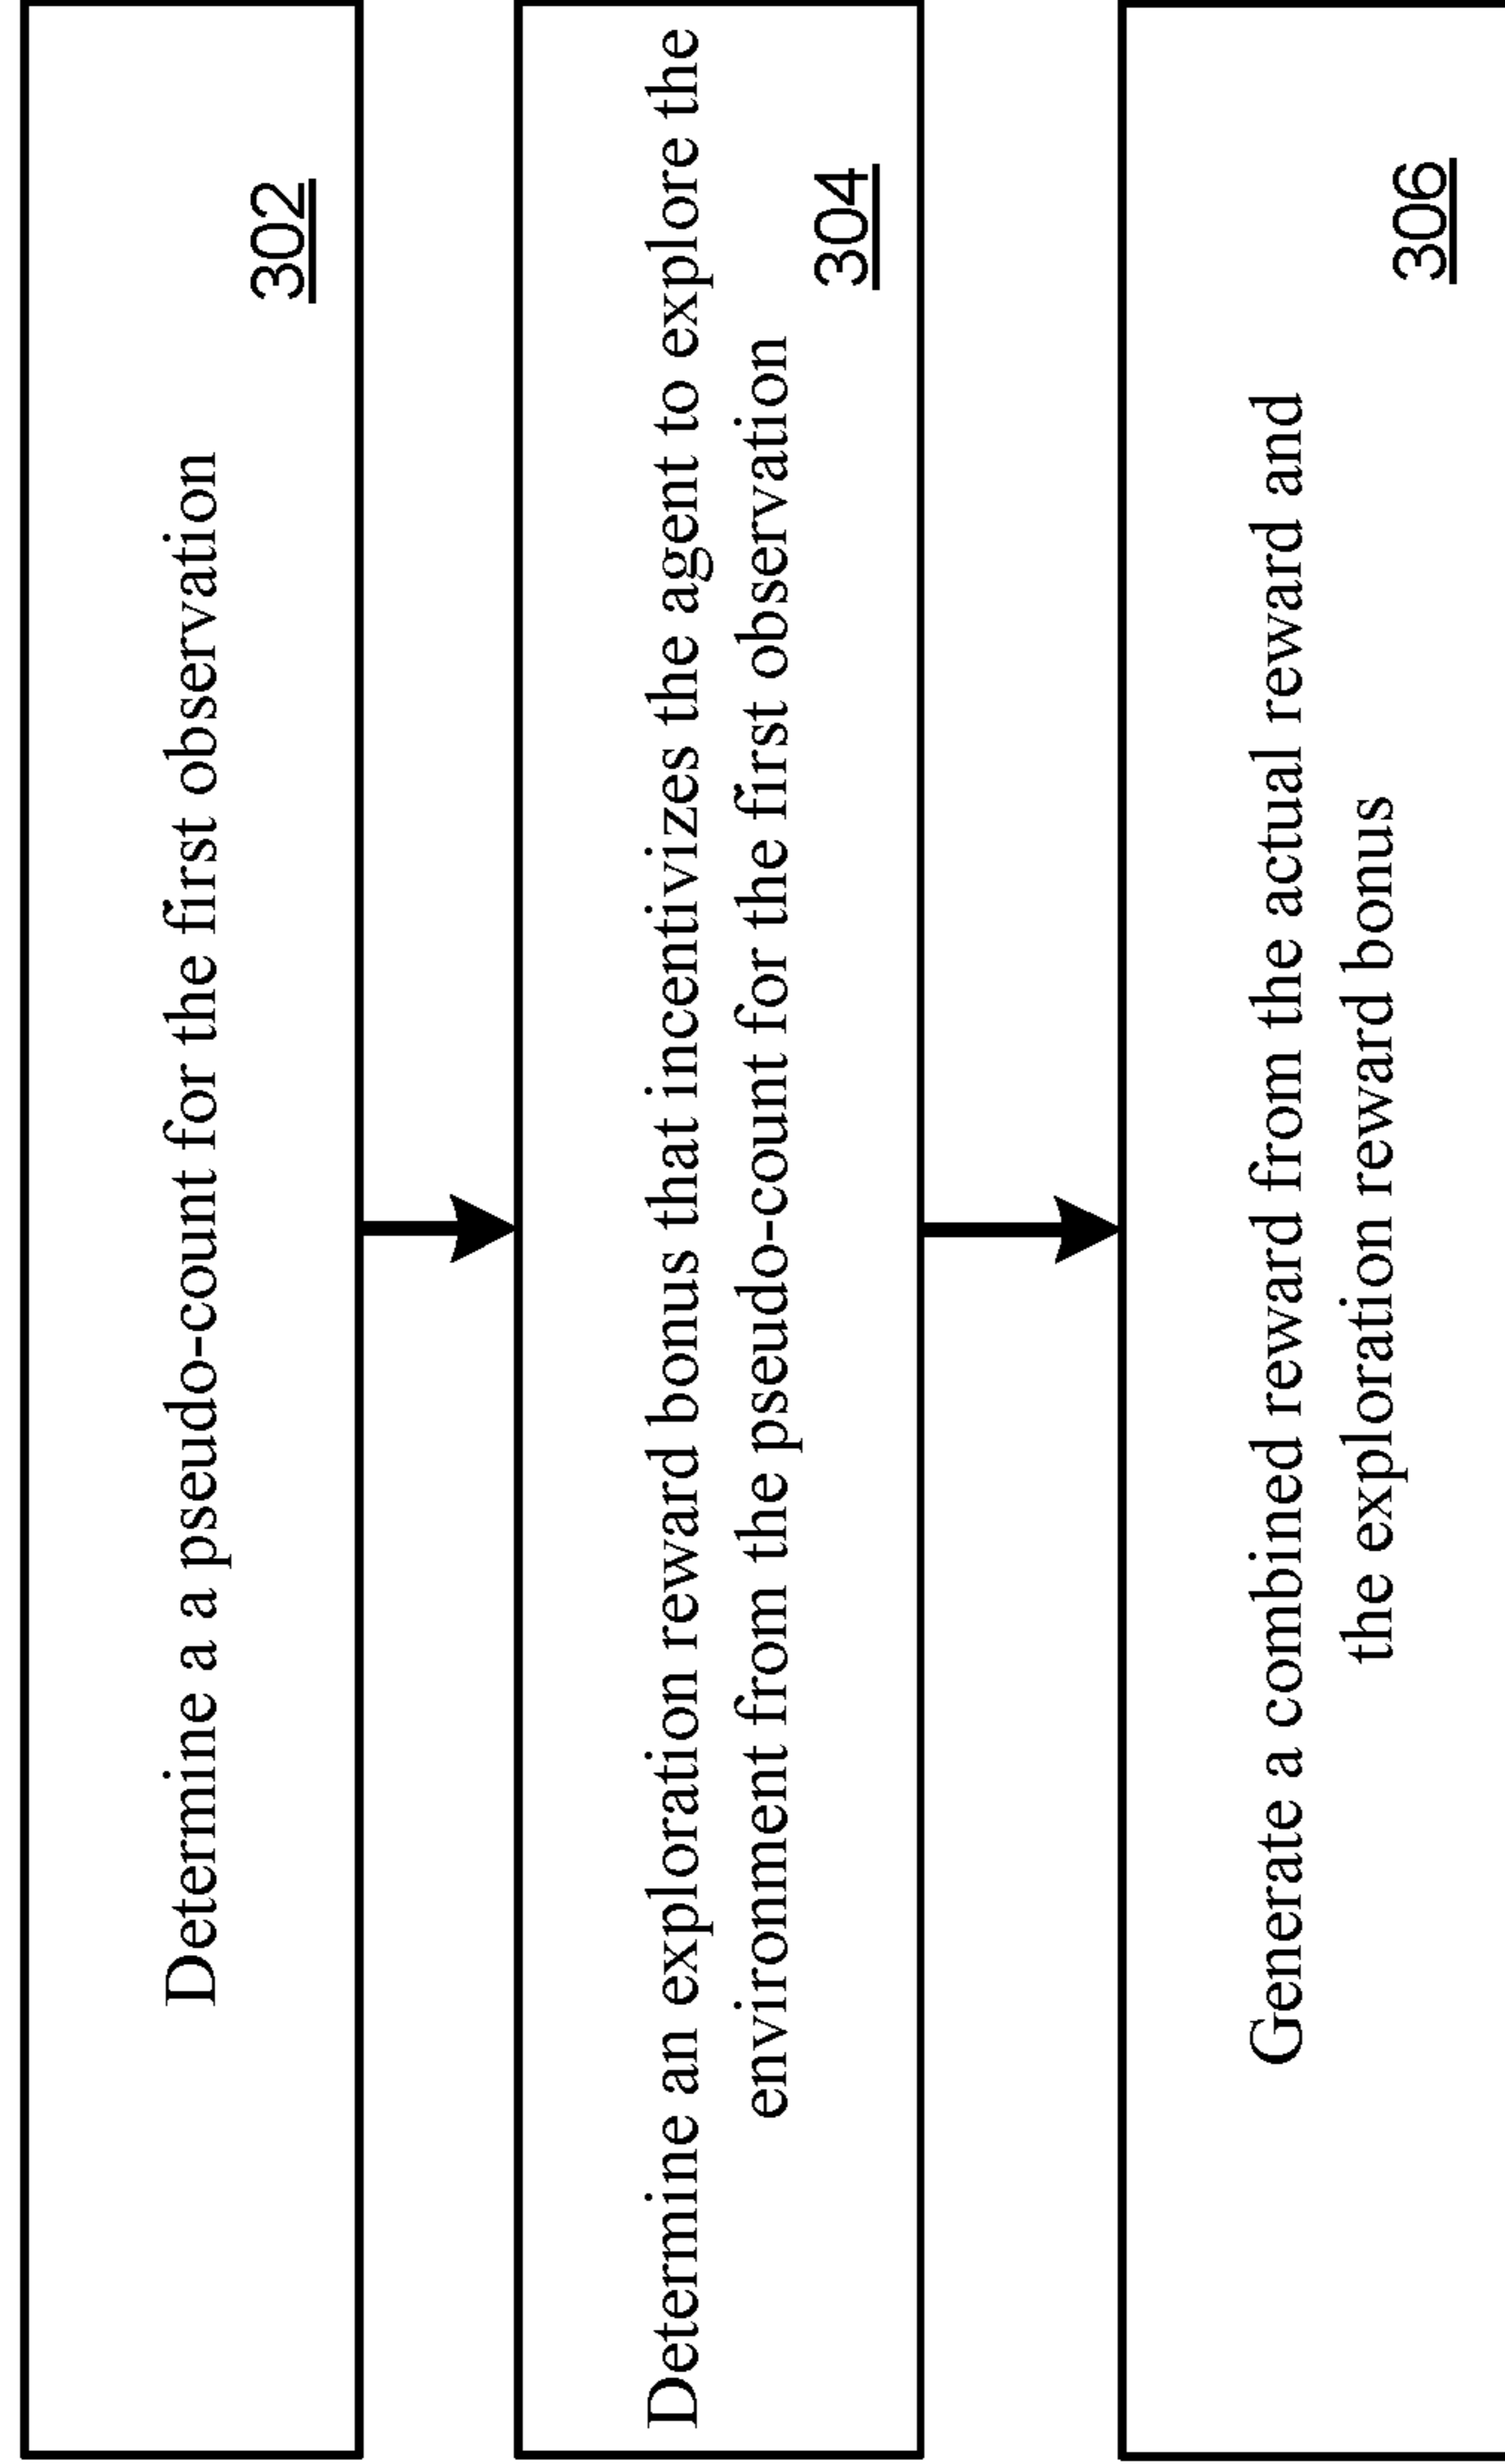 Determine a a pseudo-count for the first observation
302
Determine an exploration reward bonus that incentivizes the agent to explore the
environment from the pseudo-count for the first observation
304
Generate a combined reward from the actual reward and
the exploration reward bonus
306